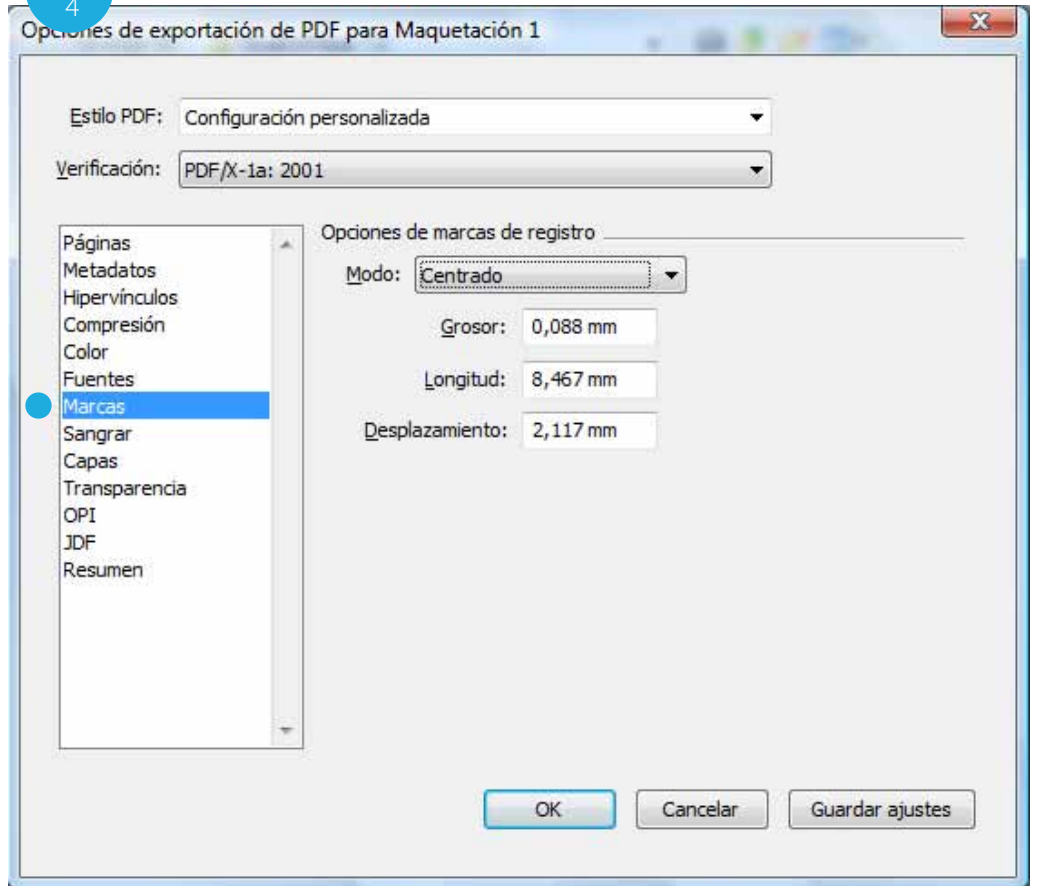 4
Opciones de exportación de PDF para Maquetación 1
Estilo PDF: Configuración personalizada
Verificación: PDF/X-1a: 2001
Páginas
Metadatos
Hipervínculos
Compresión
Color
Fuentes
Marcas
Sangrar
Capas
Transparencia
OPI
JDF
Resumen
Opciones de marcas de registro
Modo: Centrado
Grosor: 0,088 mm
Longitud: 8,467 mm
Desplazamiento: 2,117 mm
OK Cancelar Guardar ajustes